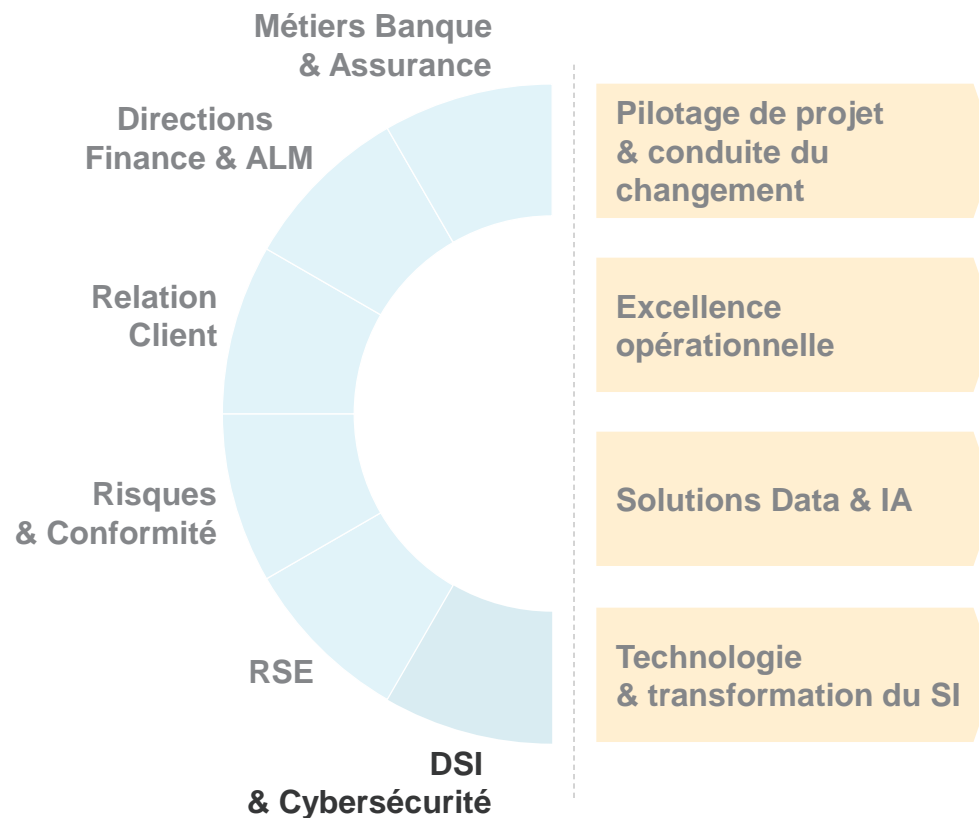 Métiers Banque
& Assurance
Directions
Finance & ALM
Relation
Client
Risques
& Conformité
RSE
DSI
& Cybersécurité
Pilotage de projet
& conduite du
changement
Excellence
opérationnelle
Solutions Data & IA
Technologie
& transformation du SI